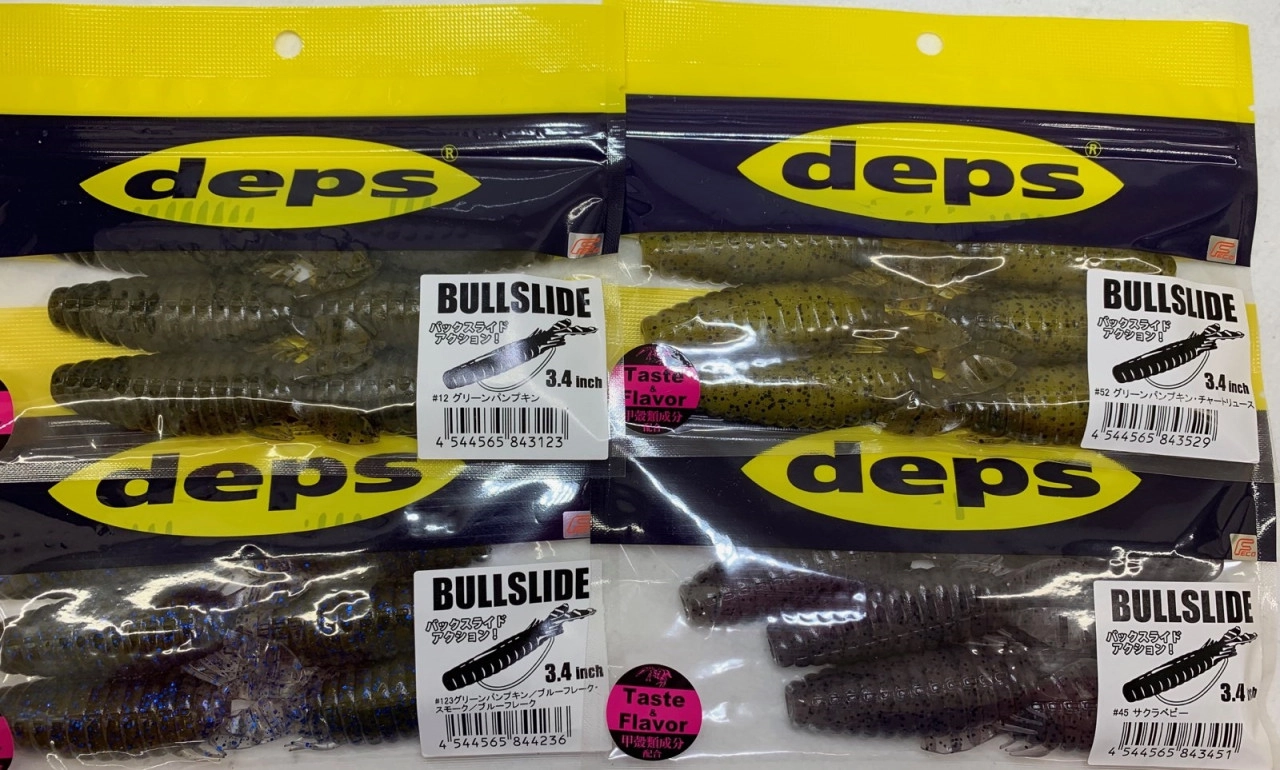 deps®
BULLSLIDE
バックスライド
アクション！
3.4 inch
#12 グリーンパンプキン
4 544565 843123
deps®
BULLSLIDE
バックスライド
アクション！
3.4 inch
#52 グリーンパンプキン・チャートリュース
4 544565 843529
Taste
&
Flavor
甲殻類成分
配合
deps
BULLSLIDE
バックスライド
アクション！
3.4 inch
#123グリーンパンプキン／ブルーフレーク・
スモーク／ブルーフレーク
4 544565 844236
deps
BULLSLIDE
バックスライド
アクション！
3.4 inch
#45 サクラベビー
4 544565 843451
Taste
&
Flavor
甲殻類成分
配合